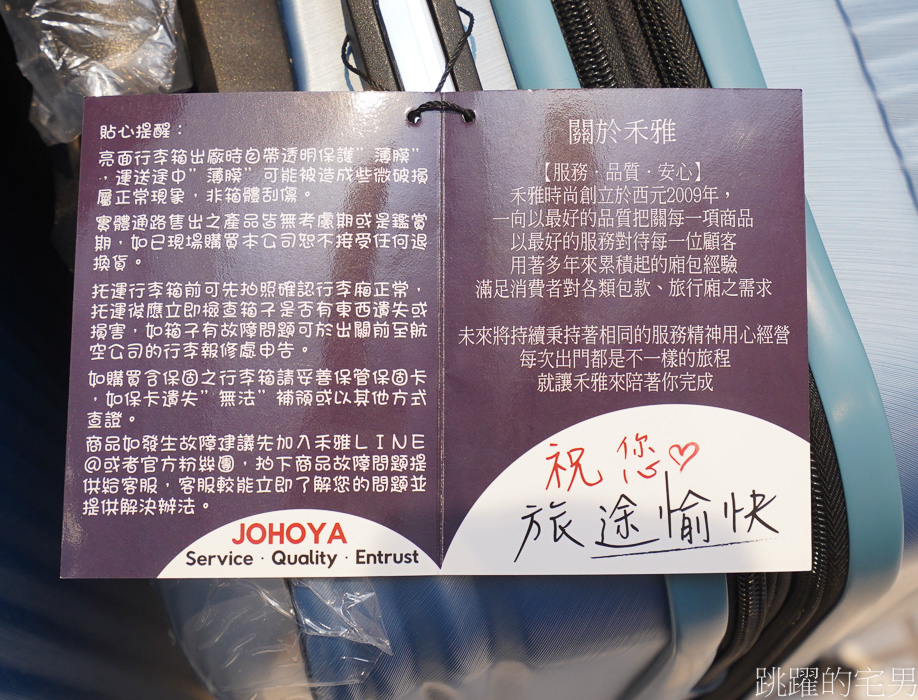 貼心提醒：
亮面行李箱出廠時自帶透明保護”薄膜”
，運送途中”薄膜”可能被造成些微破損
屬正常現象，非箱體刮傷。
實體通路售出之產品皆無考慮期或是鑑賞
期，如已現場購買本公司恕不接受任何退
換貨。
托運行李箱前可先拍照確認行李廂正常，
托運後應立即檢查箱子是否有東西遺失或
損害，如箱子有故障問題可於出關前至航
空公司的行李報修處申告。
如購買含保固之行李箱請妥善保管保固卡
，如保卡遺失”無法”補領或以其他方式
查證。
商品如發生故障建議先加入禾雅LINE
@或者官方粉絲團，拍下商品故障問題提
供給客服，客服較能立即了解您的問題並
提供解決辦法。
JOHOYA
Service · Quality · Entrust
關於禾雅
【服務．品質．安心】
禾雅時尚創立於西元2009年，
一向以最好的品質把關每一項商品
以最好的服務對待每一位顧客
用著多年來累積起的廂包經驗
滿足消費者對各類包款、旅行廂之需求
未來將持續秉持著相同的服務精神用心經營
每次出門都是不一樣的旅程
就讓禾雅來陪著你完成
祝您♡
旅途愉快
跳躍的宅男